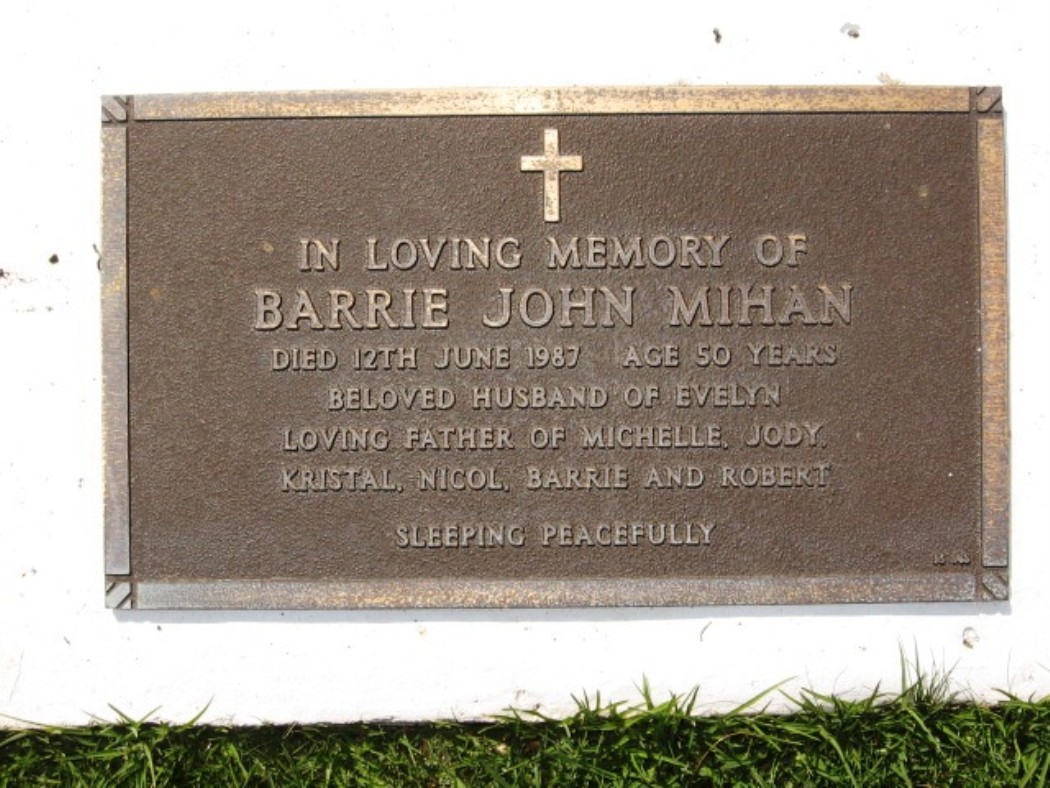 IN LOVING MEMORY OF
BARRIE JOHN MIHAN
DIED 12TH JUNE 1987 AGE 50 YEARS
BELOVED HUSBAND OF EVELYN
LOVING FATHER OF MICHELLE, JODY,
KRISTAL, NICOL, BARRIE AND ROBERT
SLEEPING PEACEFULLY